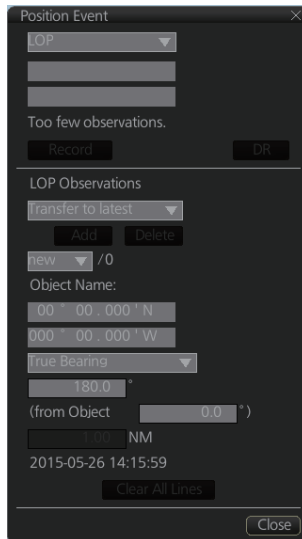 Position Event
LOP
Too few observations.
Record DR
LOP Observations
Transfer to latest
Add Delete
new /0
Object Name:
00 ° 00 . 000 ' N
000 ° 00 . 000 ' W
True Bearing
180.0 °
(from Object 0.0 °)
1.00 NM
2015-05-26 14:15:59
Clear All Lines
Close